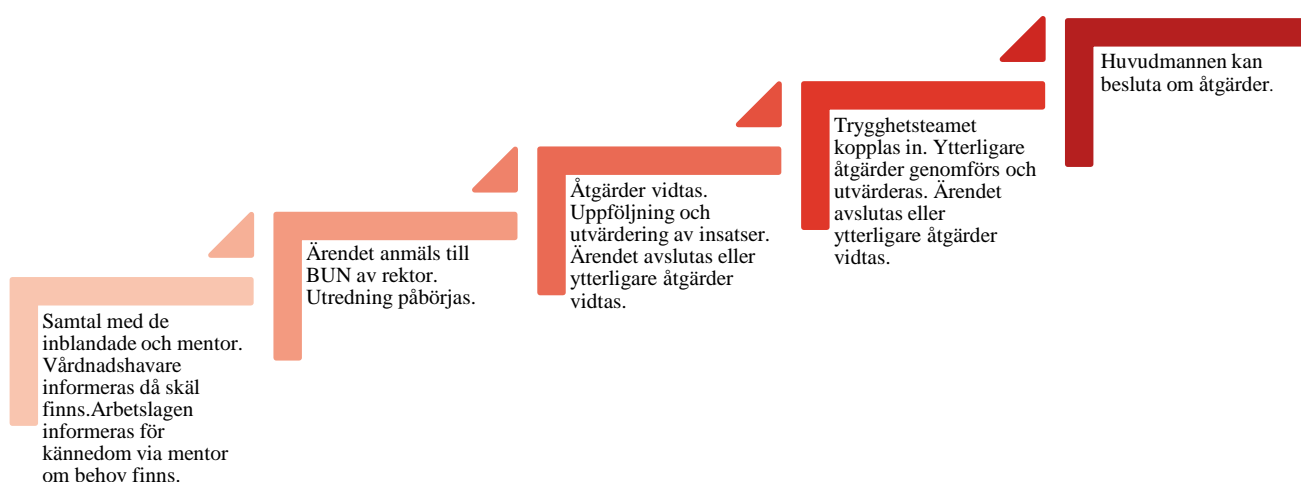 Samtal med de
inblandade och mentor.
Vårdnadshavare
informeras då skäl
finns.Arbetslagen
informeras för
kännedom via mentor
om behov finns.
Ärendet anmäls till
BUN av rektor.
Utredning påbörjas.
Åtgärder vidtas.
Uppföljning och
utvärdering av insatser.
Ärendet avslutas eller
ytterligare åtgärder
vidtas.
Trygghetsteamet
kopplas in. Ytterligare
åtgärder genomförs och
utvärderas. Ärendet
avslutas eller
ytterligare åtgärder
vidtas.
Huvudmannen kan
besluta om åtgärder.